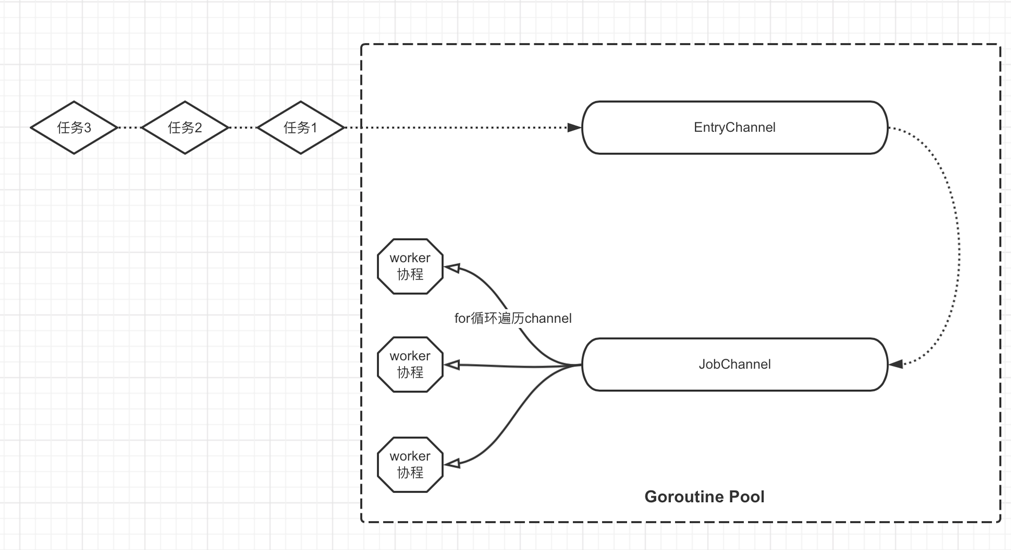 任务3
任务2
任务1
EntryChannel
worker
协程
for循环遍历channel
worker
协程
JobChannel
worker
协程
Goroutine Pool